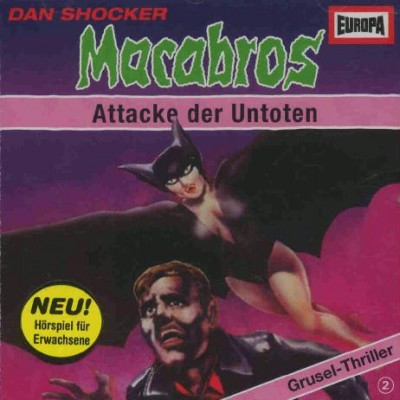 DAN SHOCKER
EUROPA
Macabros
Attacke der Untoten
NEU!
Hörspiel für
Erwachsene
Grusel-Thriller
2